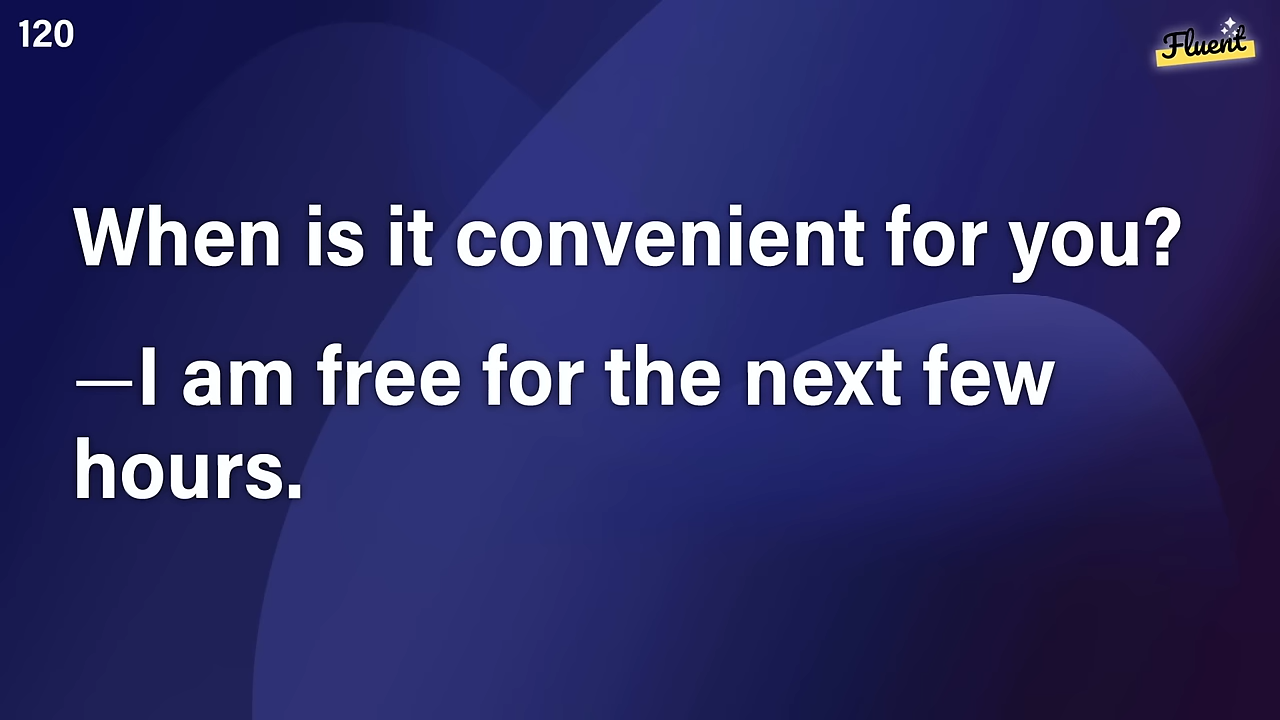 120
Fluent
When is it convenient for you?
—I am free for the next few
hours.